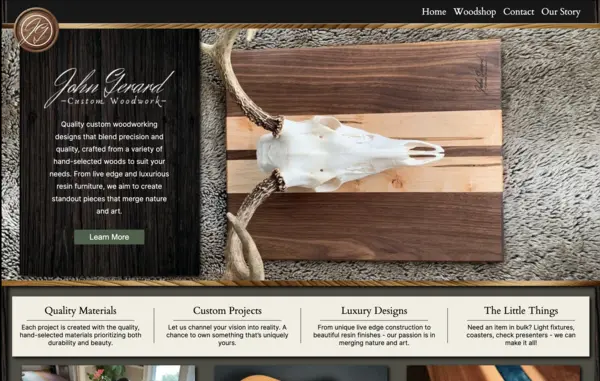 Home Woodshop Contact Our Story
John Gerard
Custom Woodwork
Quality custom woodworking
designs that blend precision and
quality, crafted from a variety of
hand-selected woods to suit your
needs. From live edge and luxurious
resin furniture, we aim to create
standout pieces that merge nature
and art.
Learn More
Quality Materials
Each project is created with the quality,
hand-selected materials prioritizing both
durability and beauty.
Custom Projects
Let us channel your vision into reality. A
chance to own something that's uniquely
yours.
Luxury Designs
From unique live edge construction to
beautiful resin finishes - our passion is in
merging nature and art.
The Little Things
Need an item in bulk? Light fixtures,
coasters, check presenters - we can
make it all!